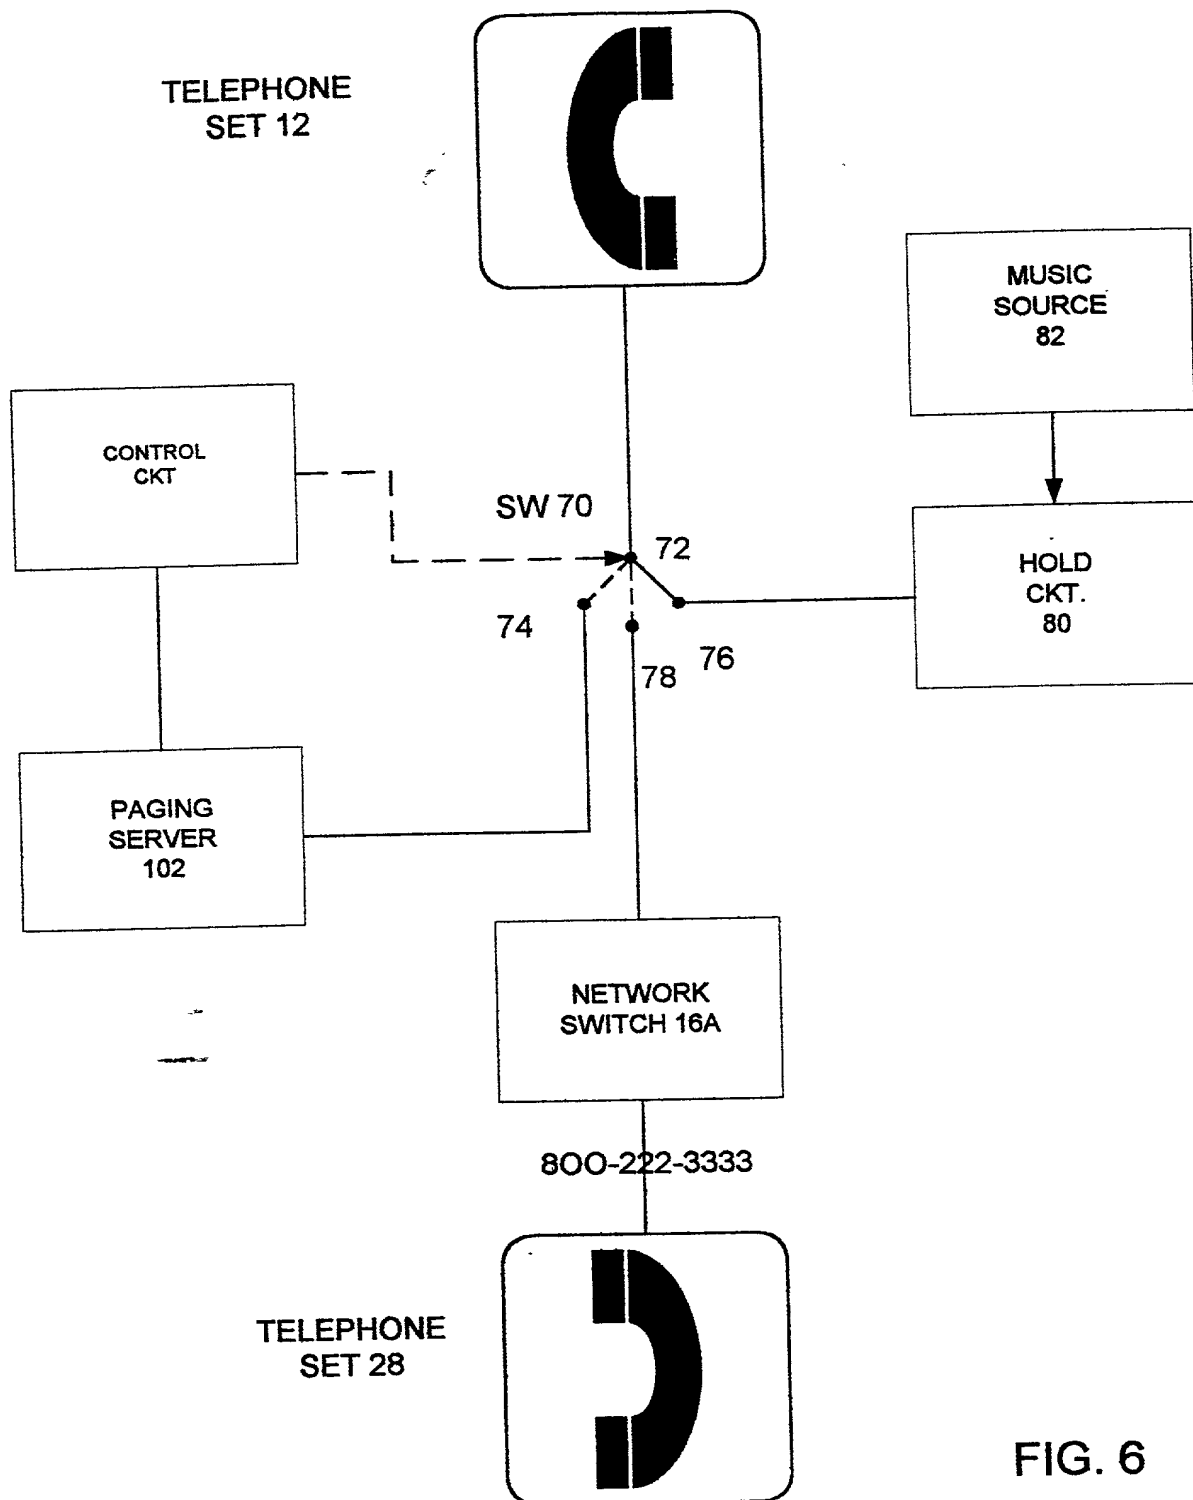 TELEPHONE
SET 12
MUSIC
SOURCE
82
CONTROL
CKT
SW 70
72
HOLD
CKT.
80
74
76
78
PAGING
SERVER
102
NETWORK
SWITCH 16A
8OO-222-3333
TELEPHONE
SET 28
FIG. 6